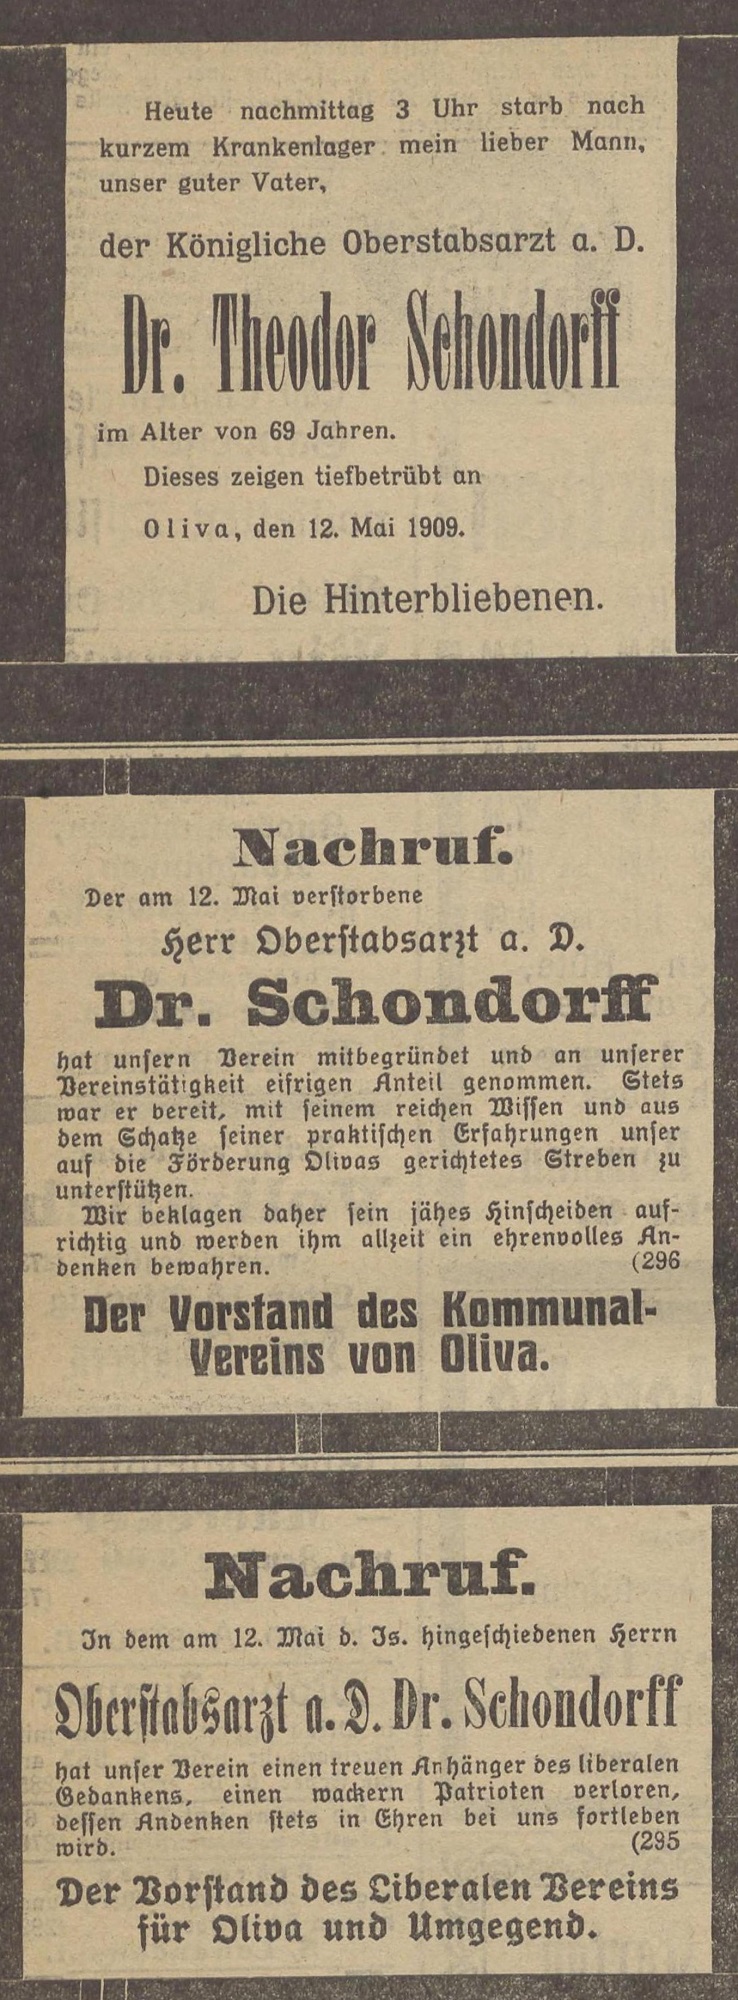 Heute nachmittag 3 Uhr starb nach
kurzem Krankenlager mein lieber Mann,
unser guter Vater,
der Königliche Oberstabsarzt a. D.
Dr. Theodor Schondorff
im Alter von 69 Jahren.
Dieses zeigen tiefbetrübt an
Oliva, den 12. Mai 1909.
Die Hinterbliebenen.
Nachruf.
Der am 12. Mai verſtorbene
Herr Oberſtabsarzt a. D.
Dr. Schondorff
hat unſern Verein mitbegründet und an unſerer
Vereinstätigkeit eifrigen Anteil genommen. Stets
war er bereit, mit ſeinem reichen Wiſſen und aus
dem Schatze ſeiner praktiſchen Erfahrungen unſer
auf die Förderung Olivas gerichtetes Streben zu
unterſtützen.
Wir beklagen daher ſein jähes Hinſcheiden auf-
richtig und werden ihm allzeit ein ehrenvolles An-
denken bewahren. (296
Der Vorstand des Kommunal-
Vereins von Oliva.
Nachruf.
In dem am 12. Mai d. Js. hingeſchiedenen Herrn
Oberſtabsarzt a. D. Dr. Schondorff
hat unſer Verein einen treuen Anhänger des liberalen
Gedankens, einen wackern Patrioten verloren,
deſſen Andenken ſtets in Ehren bei uns fortleben
wird. (295
Der Vorſtand des Liberalen Vereins
für Oliva und Umgegend.